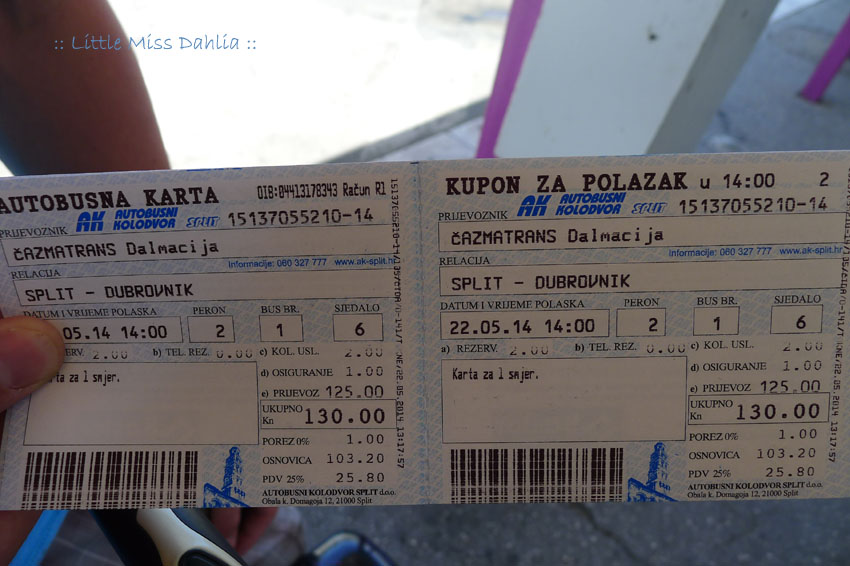 :: Little Miss Dahlia ::
AUTOBUSNA KARTA OIB:04413178343 Račun R1
AK AUTOBUSNI KOLODVOR SPLIT 15137055210-14
PRIJEVOZNIK
ČAZMATRANS Dalmacija
Informacije: 060 327 777 www.ak-split.hr
RELACIJA
SPLIT - DUBROVNIK
DATUM I VRIJEME POLASKA PERON BUS BR. SJEDALO
.05.14 14:00 2 1 6
ZERV. 2.00 b) TEL. REZ. 0.00 c) KOL. USL. 2.00
Karta za 1 smjer.
d) OSIGURANJE 1.00
e) PRIJEVOZ 125.00
UKUPNO Kn 130.00
POREZ 0% 1.00
OSNOVICA 103.20
PDV 25% 25.80
AUTOBUSNI KOLODVOR SPLIT d.o.o.
Obala k. Domagoja 12, 21000 Split
KUPON ZA POLAZAK u 14:00 2
AK AUTOBUSNI KOLODVOR SPLIT 15137055210-14
PRIJEVOZNIK
ČAZMATRANS Dalmacija
Informacije: 060 327 777 www.ak-split.hr
RELACIJA
SPLIT - DUBROVNIK
DATUM I VRIJEME POLASKA PERON BUS BR. SJEDALO
22.05.14 14:00 2 1 6
a) REZERV. 2.00 b) TEL. REZ. 0.00 c) KOL. USL. 2.00
Karta za 1 smjer.
d) OSIGURANJE 1.00
e) PRIJEVOZ 125.00
UKUPNO Kn 130.00
POREZ 0% 1.00
OSNOVICA 103.20
PDV 25% 25.80
AUTOBUSNI KOLODVOR SPLIT d.o.o.
Obala k. Domagoja 12, 21000 Split